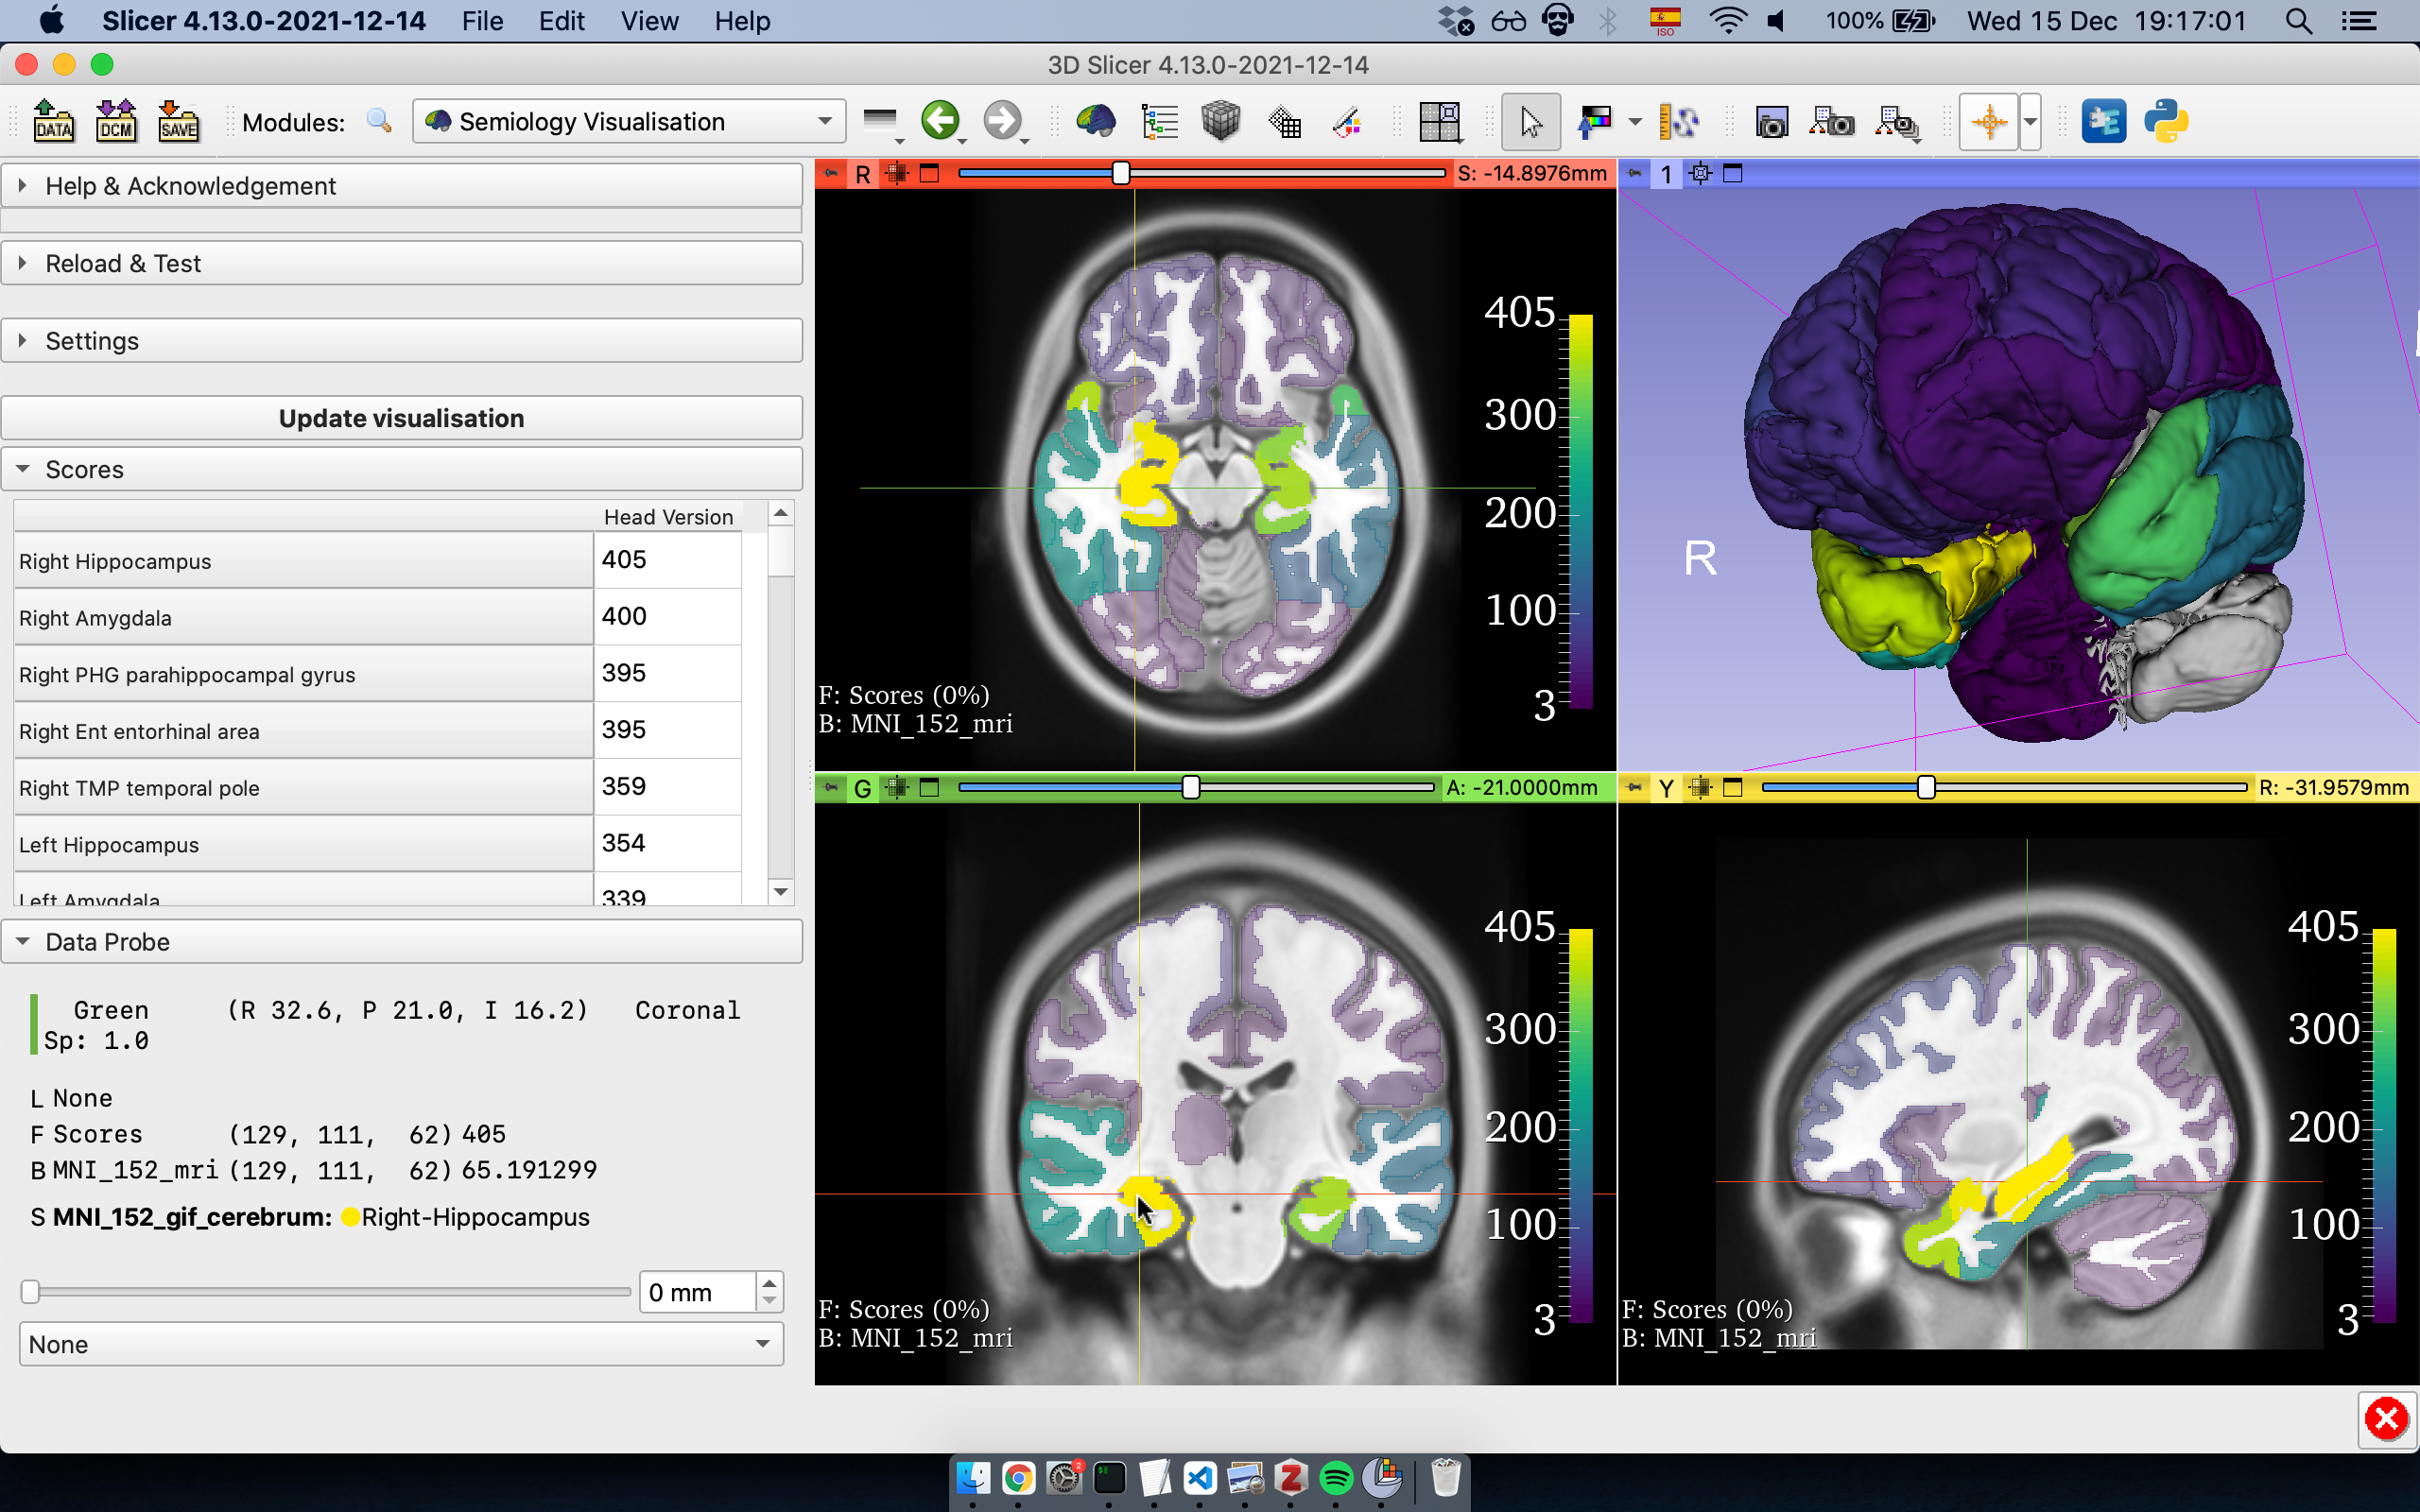 Slicer 4.13.0-2021-12-14 File Edit View Help ISO 100% Wed 15 Dec 19:17:01
3D Slicer 4.13.0-2021-12-14
DATA DCM SAVE Modules: Semiology Visualisation
Help & Acknowledgement
Reload & Test
Settings
Update visualisation
Scores
Head Version
Right Hippocampus 405
Right Amygdala 400
Right PHG parahippocampal gyrus 395
Right Ent entorhinal area 395
Right TMP temporal pole 359
Left Hippocampus 354
Left Amygdala 339
Data Probe
Green (R 32.6, P 21.0, I 16.2) Coronal
Sp: 1.0
L None
F Scores (129, 111, 62) 405
B MNI_152_mri (129, 111, 62) 65.191299
S MNI_152_gif_cerebrum: Right-Hippocampus
0 mm
None
R S: -14.8976mm
405
300
200
100
3
F: Scores (0%)
B: MNI_152_mri
1
R
G A: -21.0000mm
405
300
200
100
3
F: Scores (0%)
B: MNI_152_mri
Y R: -31.9579mm
405
300
200
100
3
F: Scores (0%)
B: MNI_152_mri
2